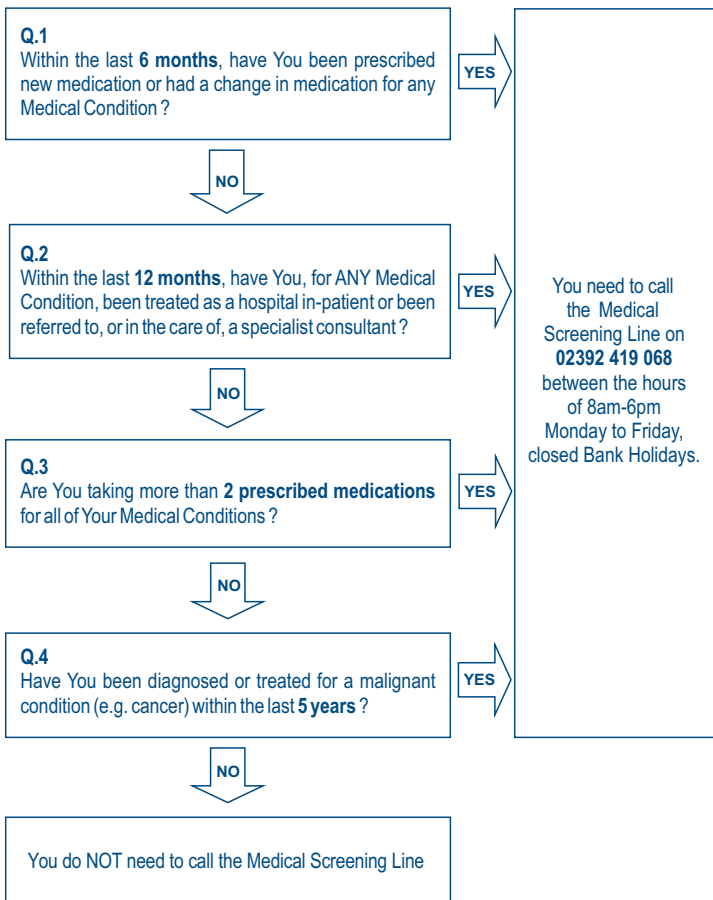 Q.1
Within the last 6 months, have You been prescribed
new medication or had a change in medication for any
Medical Condition ?
YES
NO
Q.2
Within the last 12 months, have You, for ANY Medical
Condition, been treated as a hospital in-patient or been
referred to, or in the care of, a specialist consultant ?
YES
NO
Q.3
Are You taking more than 2 prescribed medications
for all of Your Medical Conditions ?
YES
NO
Q.4
Have You been diagnosed or treated for a malignant
condition (e.g. cancer) within the last 5 years ?
YES
NO
You do NOT need to call the Medical Screening Line
You need to call
the Medical
Screening Line on
02392 419 068
between the hours
of 8am-6pm
Monday to Friday,
closed Bank Holidays.